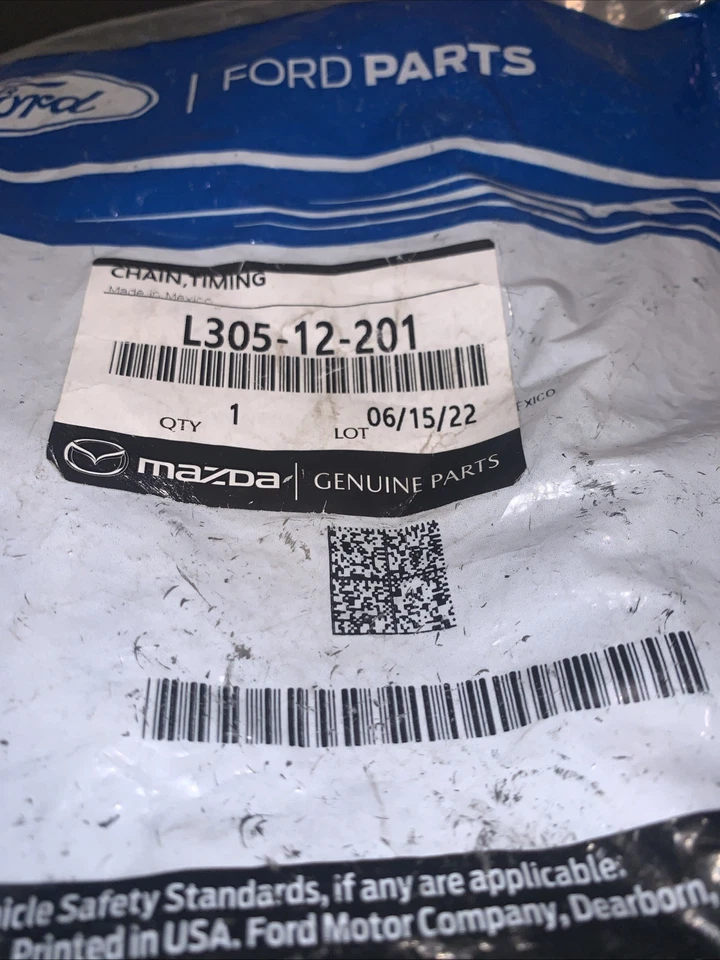 Ford | FORD PARTS
CHAIN,TIMING
Made in Mexico
L305-12-201
QTY 1 LOT 06/15/22
EXICO
mazda | GENUINE PARTS
icle Safety Standards, if any are applicable:
Printed in USA. Ford Motor Company, Dearborn,